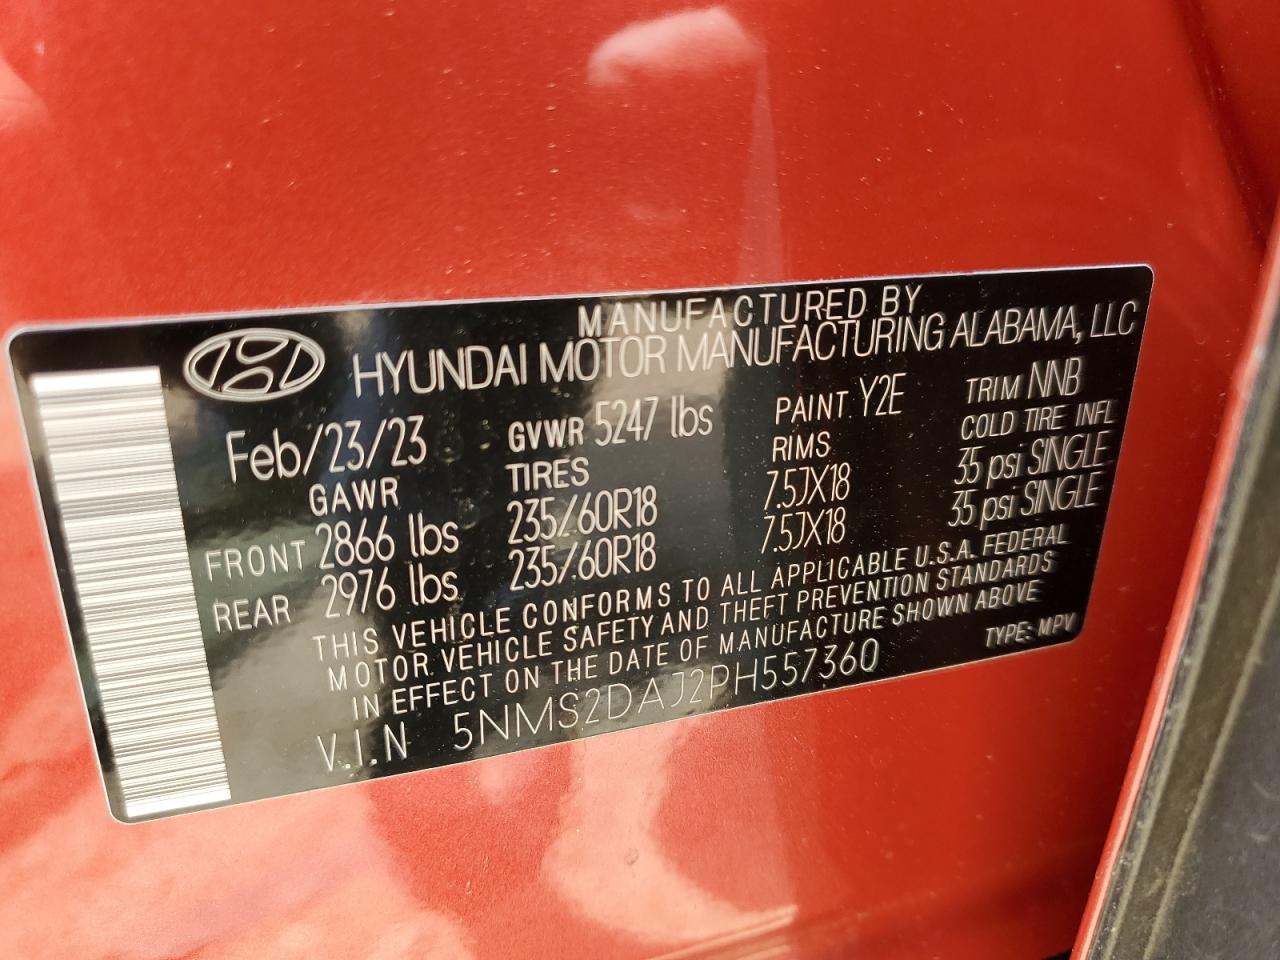 MANUFACTURED BY
HYUNDAI MOTOR MANUFACTURING ALABAMA, LLC
Feb/23/23 GVWR 5247 lbs PAINT Y2E TRIM NNB
GAWR TIRES RIMS COLD TIRE INFL
FRONT 2866 lbs 235/60R18 7.5JX18 35 psi SINGLE
REAR 2976 lbs 235/60R18 7.5JX18 35 psi SINGLE
THIS VEHICLE CONFORMS TO ALL APPLICABLE U.S.A. FEDERAL
MOTOR VEHICLE SAFETY AND THEFT PREVENTION STANDARDS
IN EFFECT ON THE DATE OF MANUFACTURE SHOWN ABOVE
V.I.N 5NMS2DAJ2PH557360 TYPE: MPV